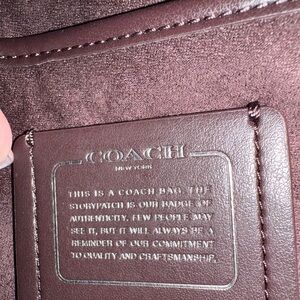 COACH
NEW YORK
THIS IS A COACH BAG. THE
STORYPATCH IS OUR BADGE OF
AUTHENTICITY. FEW PEOPLE MAY
SEE IT, BUT IT WILL ALWAYS BE A
REMINDER OF OUR COMMITMENT
TO QUALITY AND CRAFTSMANSHIP.